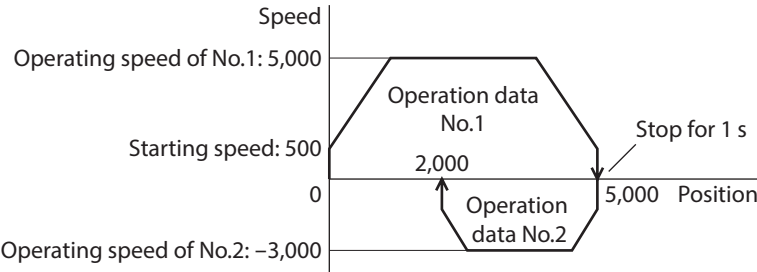 Speed
Operating speed of No.1: 5,000
Operation data
No.1
Stop for 1 s
Starting speed: 500
2,000
0
5,000 Position
Operation
data No.2
Operating speed of No.2: –3,000